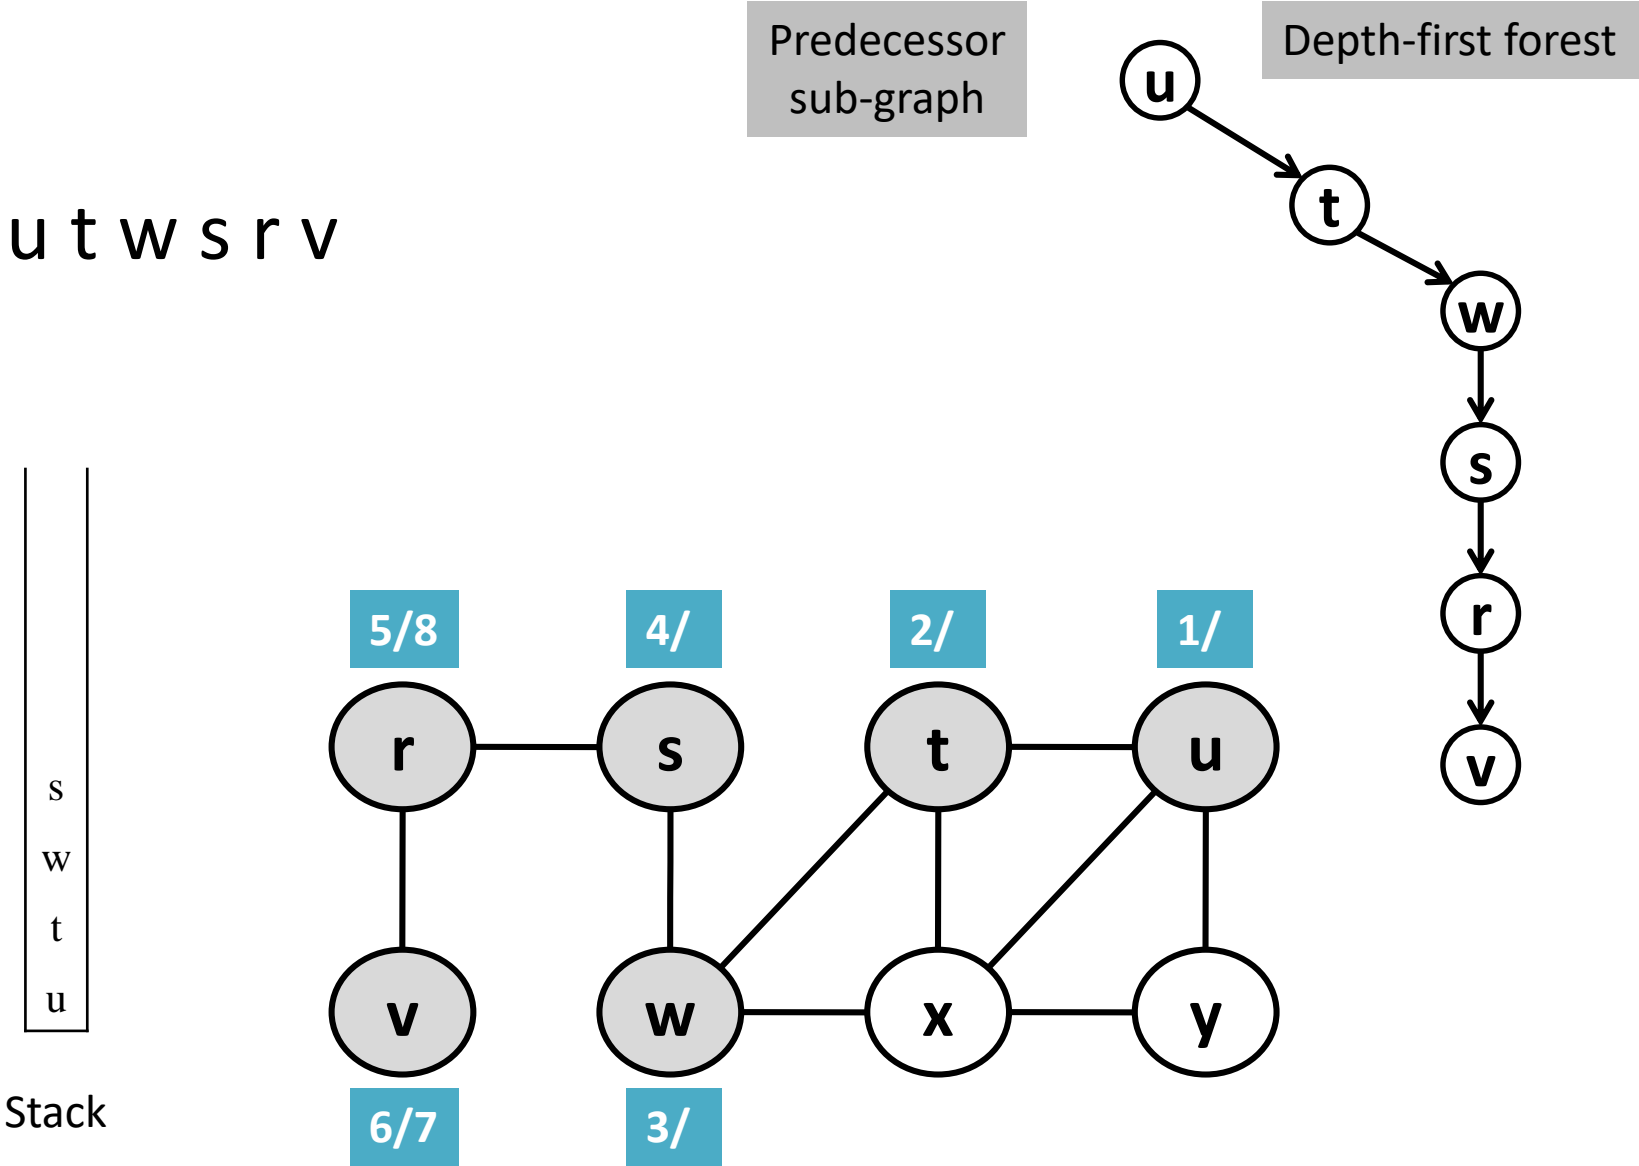 Predecessor
sub-graph
Depth-first forest
u
t
u t w s r v
w
s
r
v
5/8
4/
2/
1/
r
s
t
u
s
w
t
u
v
w
x
y
Stack
6/7
3/